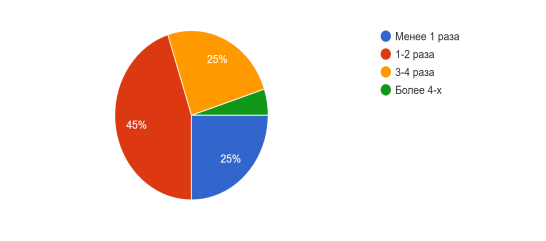 Менее 1 раза
1-2 раза
3-4 раза
Более 4-х
25%
45%
25%